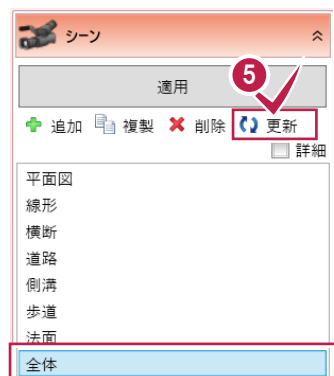 シーン
適用
5
追加 複製 削除 更新
詳細
平面図
線形
横断
道路
側溝
歩道
法面
全体